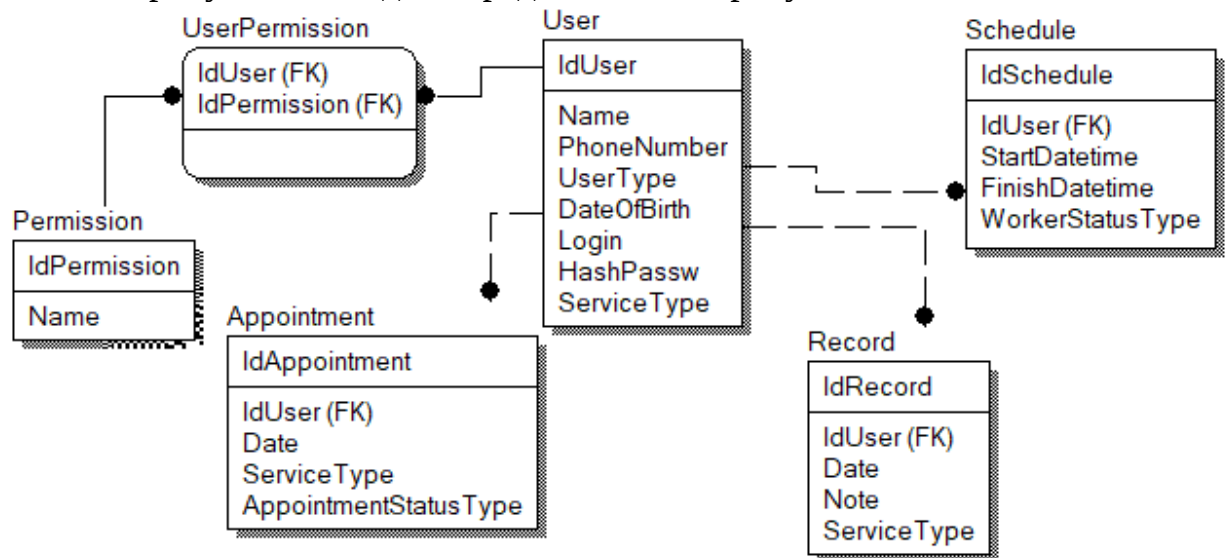 UserPermission
IdUser (FK)
IdPermission (FK)
User
IdUser
Name
PhoneNumber
UserType
DateOfBirth
Login
HashPassw
ServiceType
Schedule
IdSchedule
IdUser (FK)
StartDatetime
FinishDatetime
WorkerStatusType
Permission
IdPermission
Name
Appointment
IdAppointment
IdUser (FK)
Date
ServiceType
AppointmentStatusType
Record
IdRecord
IdUser (FK)
Date
Note
ServiceType